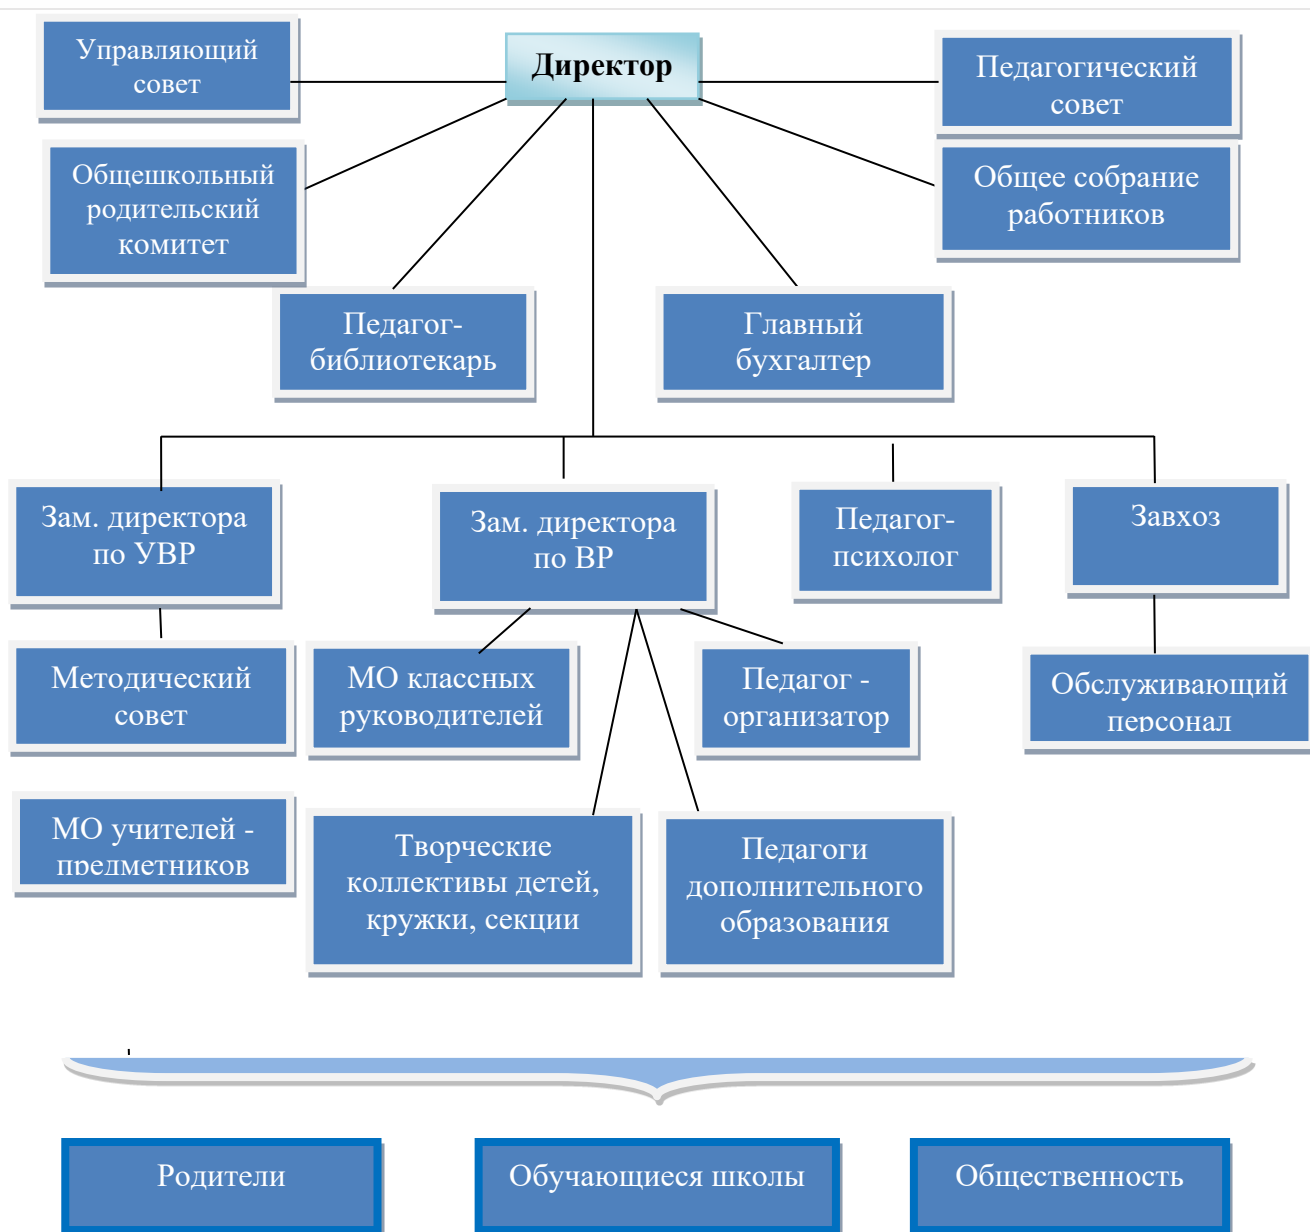 Управляющий
совет
Директор
Педагогический
совет
Общешкольный
родительский
комитет
Общее собрание
работников
Педагог-
библиотекарь
Главный
бухгалтер
Зам. директора
по УВР
Зам. директора
по ВР
Педагог-
психолог
Завхоз
Методический
совет
МО классных
руководителей
Педагог -
организатор
Обслуживающий
персонал
МО учителей -
предметников
Творческие
коллективы детей,
кружки, секции
Педагоги
дополнительного
образования
Родители
Обучающиеся школы
Общественность